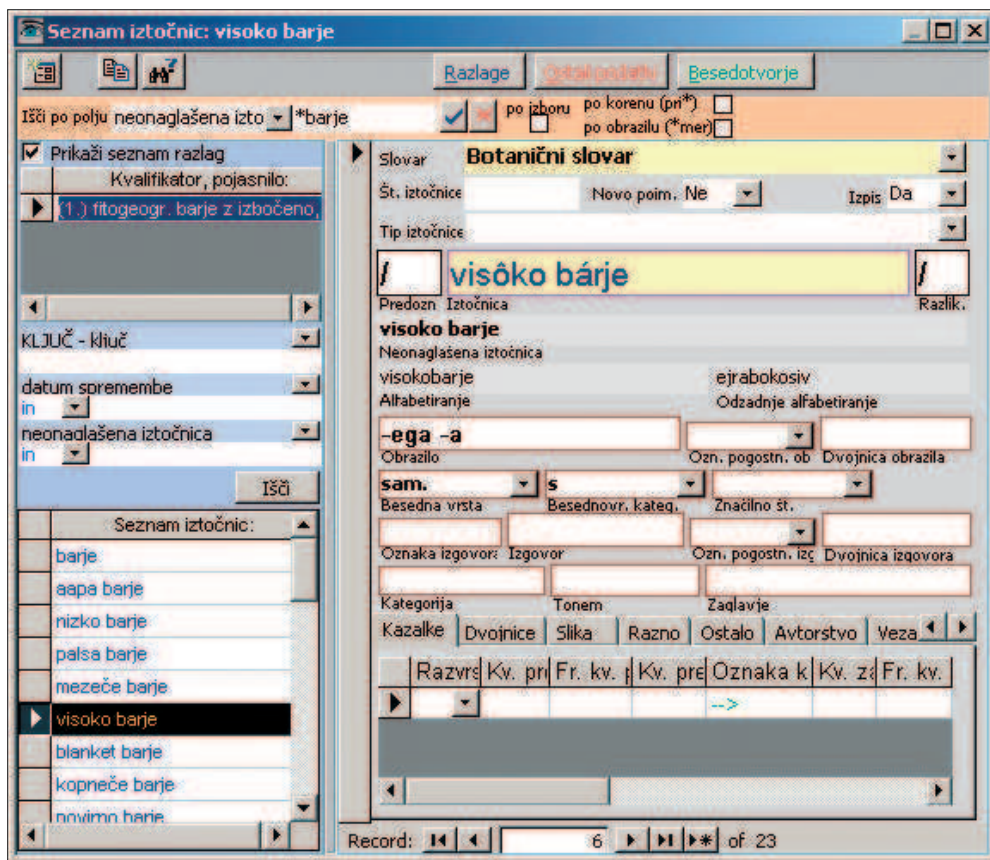 Seznam iztočnic: visoko barje
Razlage Besedotvorje
Išči po polju neonaglašena izto *barje po izboru po korenu (pri*)
po obrazilu (*mer)
Prikaži seznam razlag
Kvalifikator, pojasnilo:
(1.) fitogeogr. barje z izbočeno,
KLJUČ - ključ
datum spremembe
in
neonaglašena iztočnica
in
Išči
Seznam iztočnic:
barje
aapa barje
nizko barje
palsa barje
mezeče barje
visoko barje
blanket barje
kopneče barje
Slovar Botanični slovar
Št. iztočnice Novo poim. Ne Izpis Da
Tip iztočnice
/ visôko bárje /
Predozn Iztočnica Razlik.
visoko barje
Neonaglašena iztočnica
visokobarje ejrabokosiv
Alfabetiranje Odzadnje alfabetiranje
-ega -a
Obrazilo Ozn. pogostn. ob Dvojnica obrazila
sam. s
Besedna vrsta Besednovr. kateg. Značilno št.
Oznaka izgovora Izgovor Ozn. pogostn. izg Dvojnica izgovora
Kategorija Tonem Zaglavje
Kazalke Dvojnice Slika Razno Ostalo Avtorstvo Veza
Razvrs Kv. pri Fr. kv. p Kv. pre Oznaka k Kv. za Fr. kv.
-->
Record: 6 of 23